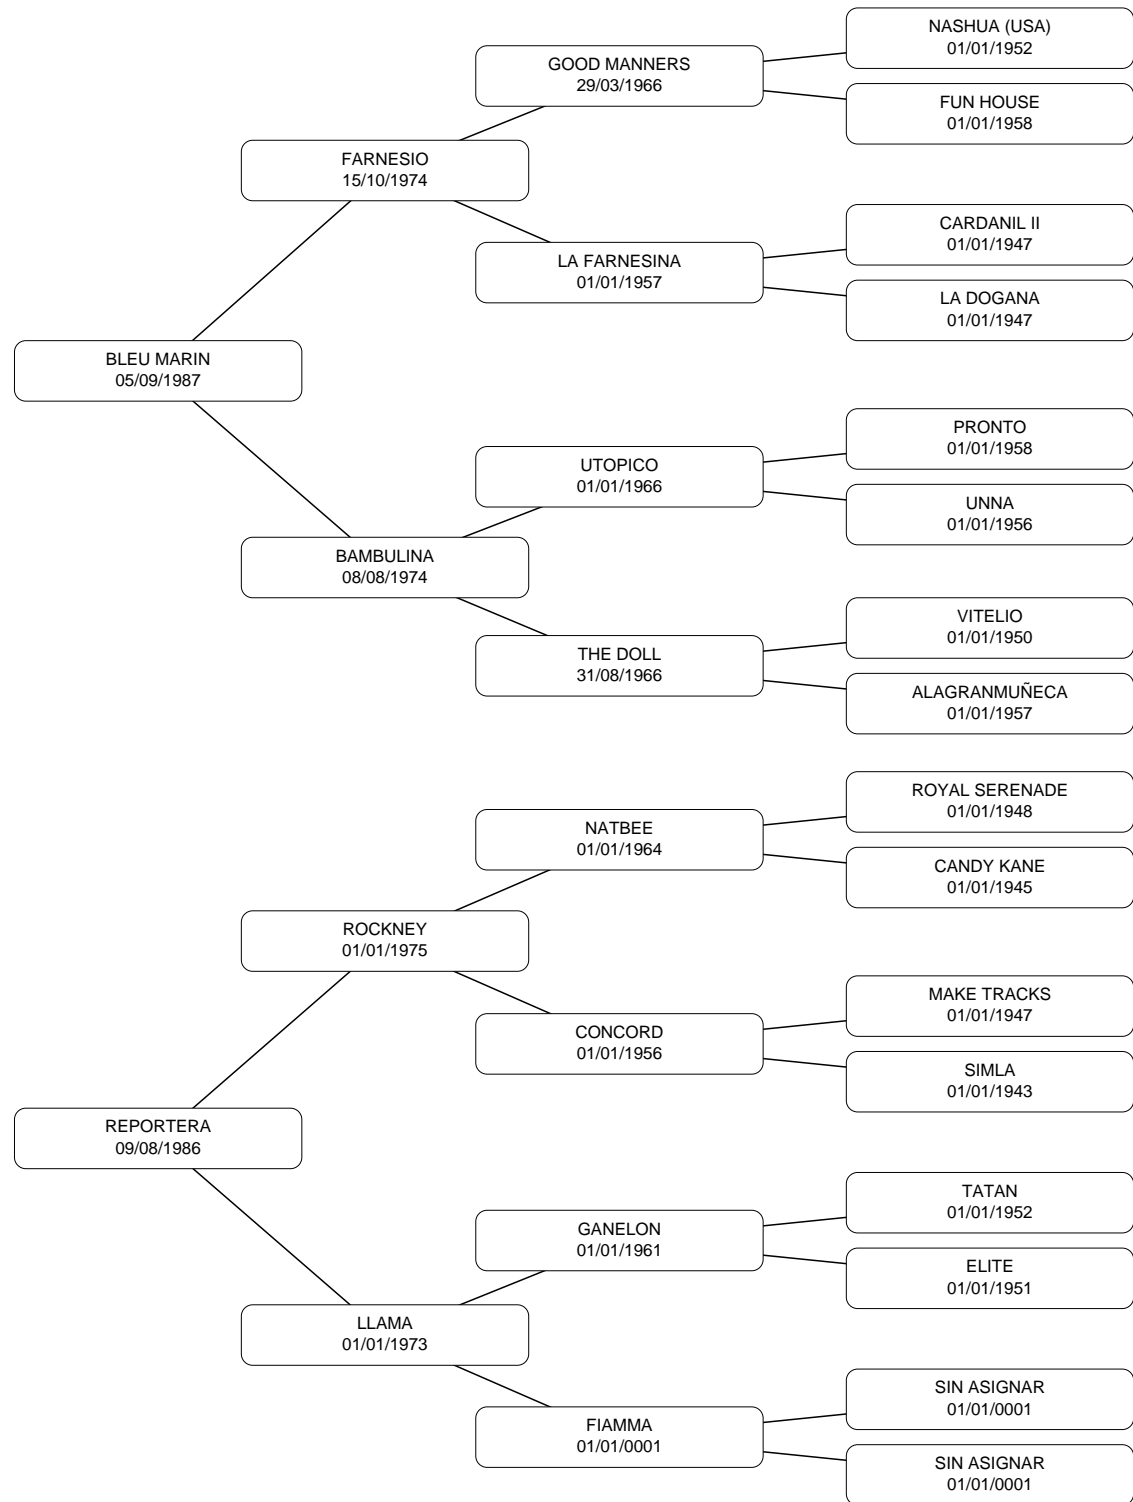 NASHUA (USA)
01/01/1952
GOOD MANNERS
29/03/1966
FUN HOUSE
01/01/1958
FARNESIO
15/10/1974
CARDANIL II
01/01/1947
LA FARNESINA
01/01/1957
LA DOGANA
01/01/1947
BLEU MARIN
05/09/1987
PRONTO
01/01/1958
UTOPICO
01/01/1966
UNNA
01/01/1956
BAMBULINA
08/08/1974
VITELIO
01/01/1950
THE DOLL
31/08/1966
ALAGRANMUÑECA
01/01/1957
ROYAL SERENADE
01/01/1948
NATBEE
01/01/1964
CANDY KANE
01/01/1945
ROCKNEY
01/01/1975
MAKE TRACKS
01/01/1947
CONCORD
01/01/1956
SIMLA
01/01/1943
REPORTERA
09/08/1986
TATAN
01/01/1952
GANELON
01/01/1961
ELITE
01/01/1951
LLAMA
01/01/1973
SIN ASIGNAR
01/01/0001
FIAMMA
01/01/0001
SIN ASIGNAR
01/01/0001